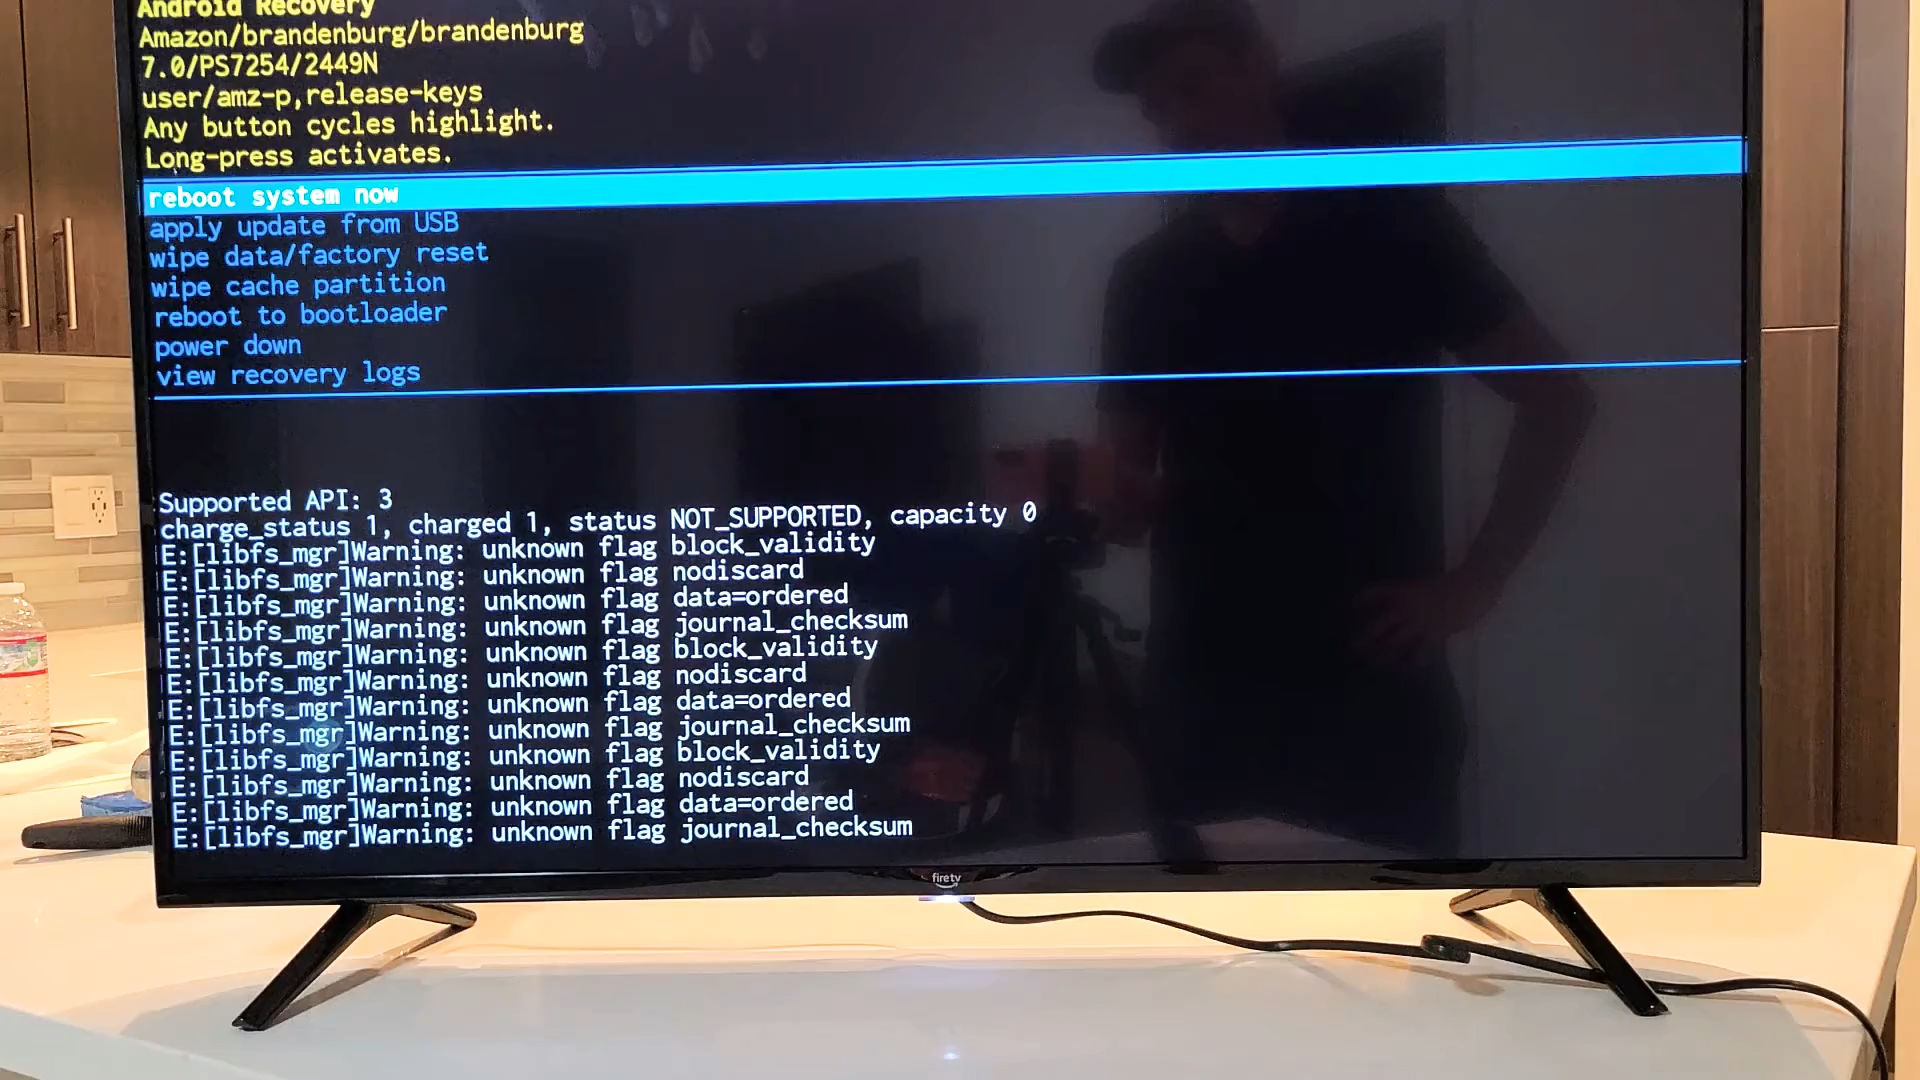 Android Recovery
Amazon/brandenburg/brandenburg
7.0/PS7254/2449N
user/amz-p,release-keys
Any button cycles highlight.
Long-press activates.
reboot system now
apply update from USB
wipe data/factory reset
wipe cache partition
reboot to bootloader
power down
view recovery logs
Supported API: 3
charge_status 1, charged 1, status NOT_SUPPORTED, capacity 0
E:[libfs_mgr]Warning: unknown flag block_validity
E:[libfs_mgr]Warning: unknown flag nodiscard
E:[libfs_mgr]Warning: unknown flag data=ordered
E:[libfs_mgr]Warning: unknown flag journal_checksum
E:[libfs_mgr]Warning: unknown flag block_validity
E:[libfs_mgr]Warning: unknown flag nodiscard
E:[libfs_mgr]Warning: unknown flag data=ordered
E:[libfs_mgr]Warning: unknown flag journal_checksum
E:[libfs_mgr]Warning: unknown flag block_validity
E:[libfs_mgr]Warning: unknown flag nodiscard
E:[libfs_mgr]Warning: unknown flag data=ordered
E:[libfs_mgr]Warning: unknown flag journal_checksum
firetv